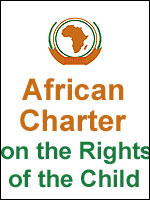 African
Charter
on the Rights
of the Child